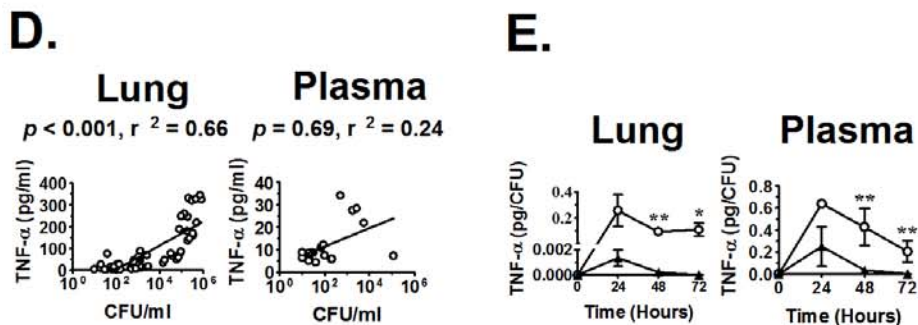 D.
Lung
p < 0.001, r 2 = 0.66
TNF-α (pg/ml)
400
300
200
100
0
10⁰ 10² 10⁴ 10⁶
CFU/ml
Plasma
p = 0.69, r 2 = 0.24
TNF-α (pg/ml)
40
30
20
10
0
10⁰ 10² 10⁴ 10⁶
CFU/ml
E.
Lung
TNF-α (pg/CFU)
0.4
0.2
0.002
0.000
** *
0 24 48 72
Time (Hours)
Plasma
TNF-α (pg/CFU)
0.8
0.6
0.4
0.2
0.0
** **
0 24 48 72
Time (Hours)